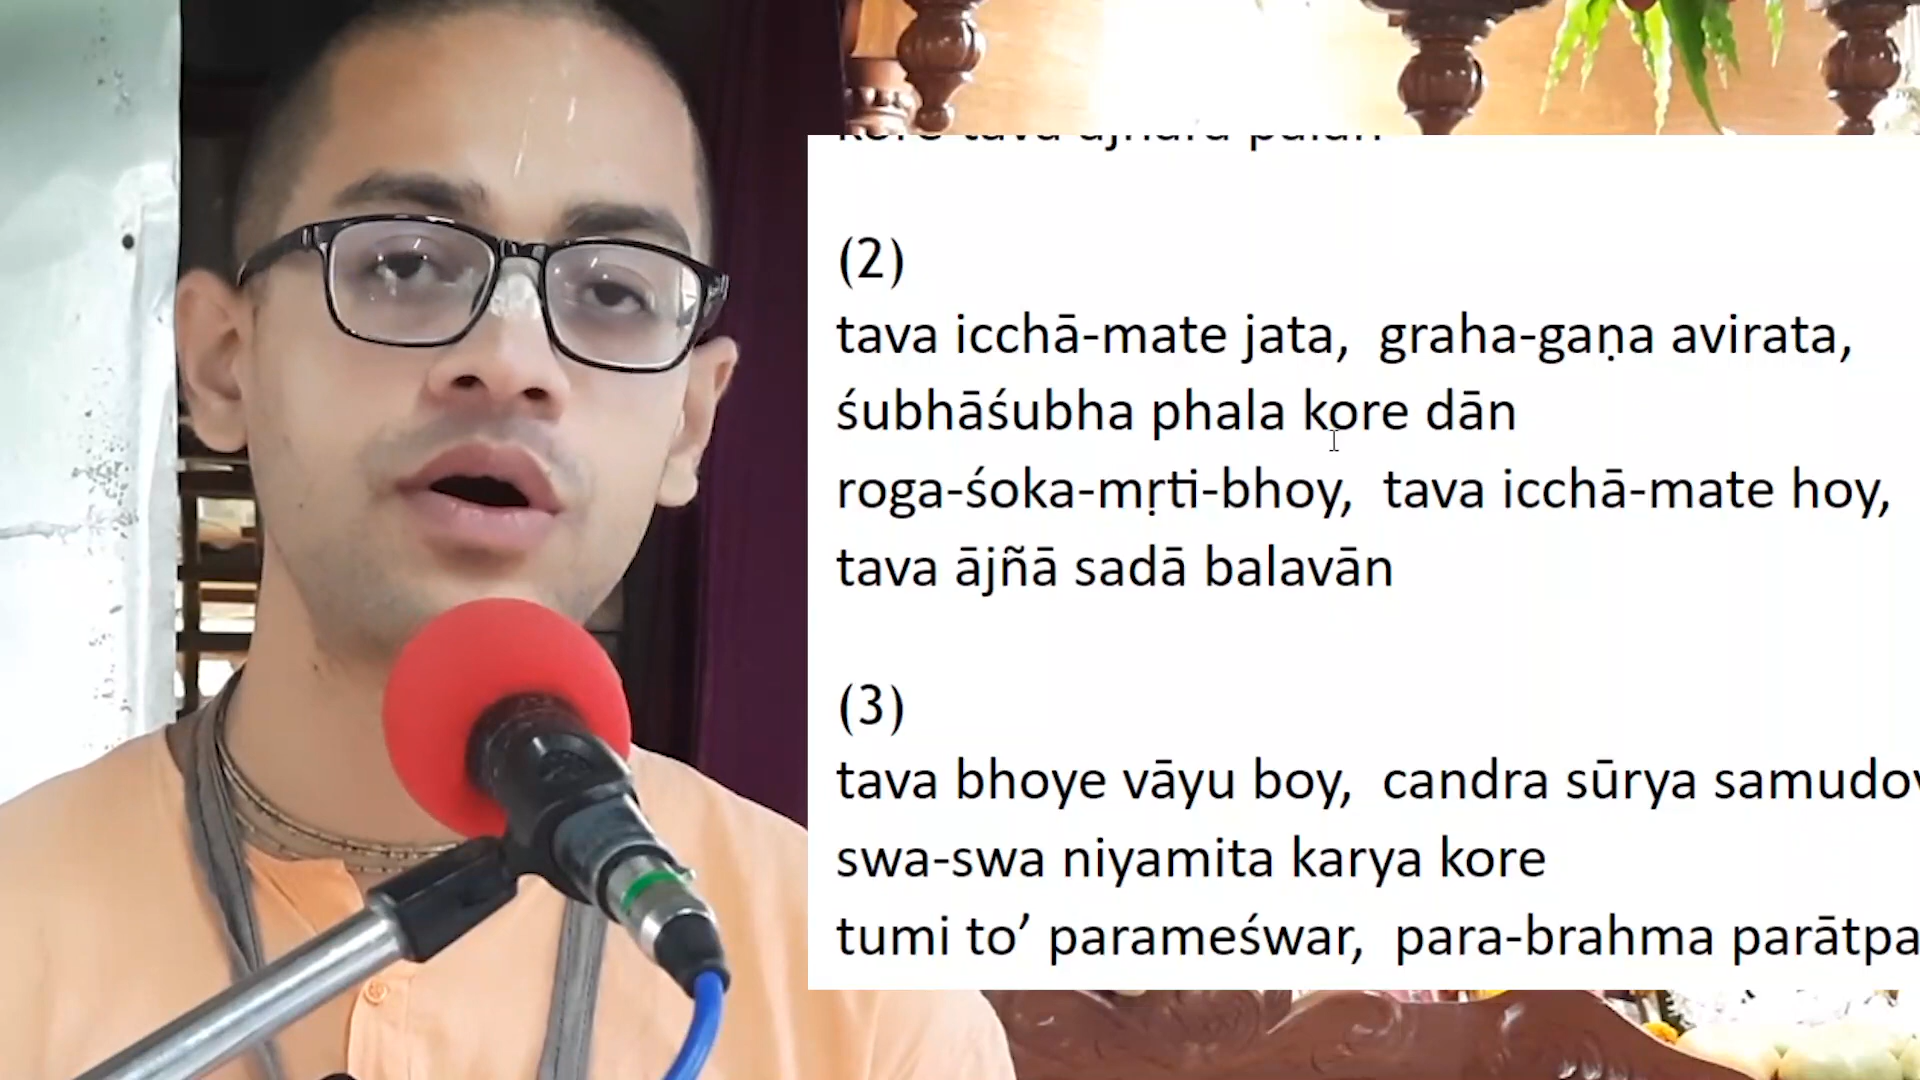 (2)
tava icchā-mate jata, graha-gaṇa avirata,
śubhāśubha phala kore dān
roga-śoka-mṛti-bhoy, tava icchā-mate hoy,
tava ājñā sadā balavān
(3)
tava bhoye vāyu boy, candra sūrya
swa-swa niyamita karya kore
tumi to’ parameśwar, para-brahma